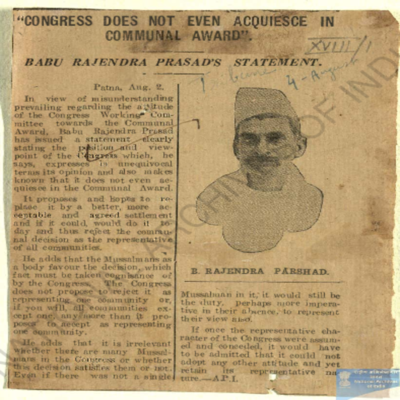 "CONGRESS DOES NOT EVEN ACQUIESCE IN
COMMUNAL AWARD".
XVIII/1
BABU RAJENDRA PRASAD'S STATEMENT.
4-August
Patna, Aug. 2.
In view of misunderstanding
prevailing regarding the attitude
of the Congress Working Com-
mittee towards the Communal
Award, Babu Rajendra Prasad
has issued a statement clearly
stating the position and view-
point of the Congress which, he
says, expresses in unequivocal
terms its opinion and also makes
known that it does not even ac-
quiesce in the Communal Award.
It proposes and hopes to re-
place it by a better, more ac-
ceptable and agreed settlement
and if it could, would do it to-
day and thus reject the commu-
nal decision as the representative
of all communities.
He adds that the Mussalmans as
a body favour the decision, which
fact must be taken cognisance of
by the Congress. The Congress
does not propose to reject it as
representing one community or,
if you will, all communities ex-
cept one, any more than it pro-
poses to accept as representing
one community.
He adds that it is irrelevant
whether there are many Mussal-
mans in the Congress or whether
this decision satisfies them or not.
Even if there was not a single
B. RAJENDRA PARSHAD.
Mussalman in it, it would still be
the duty, perhaps more impera-
tive in their absence, to represent
their view also.
If once the representative cha-
racter of the Congress were assum-
ed and conceded, it would have
to be admitted that it could not
adopt any other attitude and yet
retain its representative na-
ture.—A.P.I.